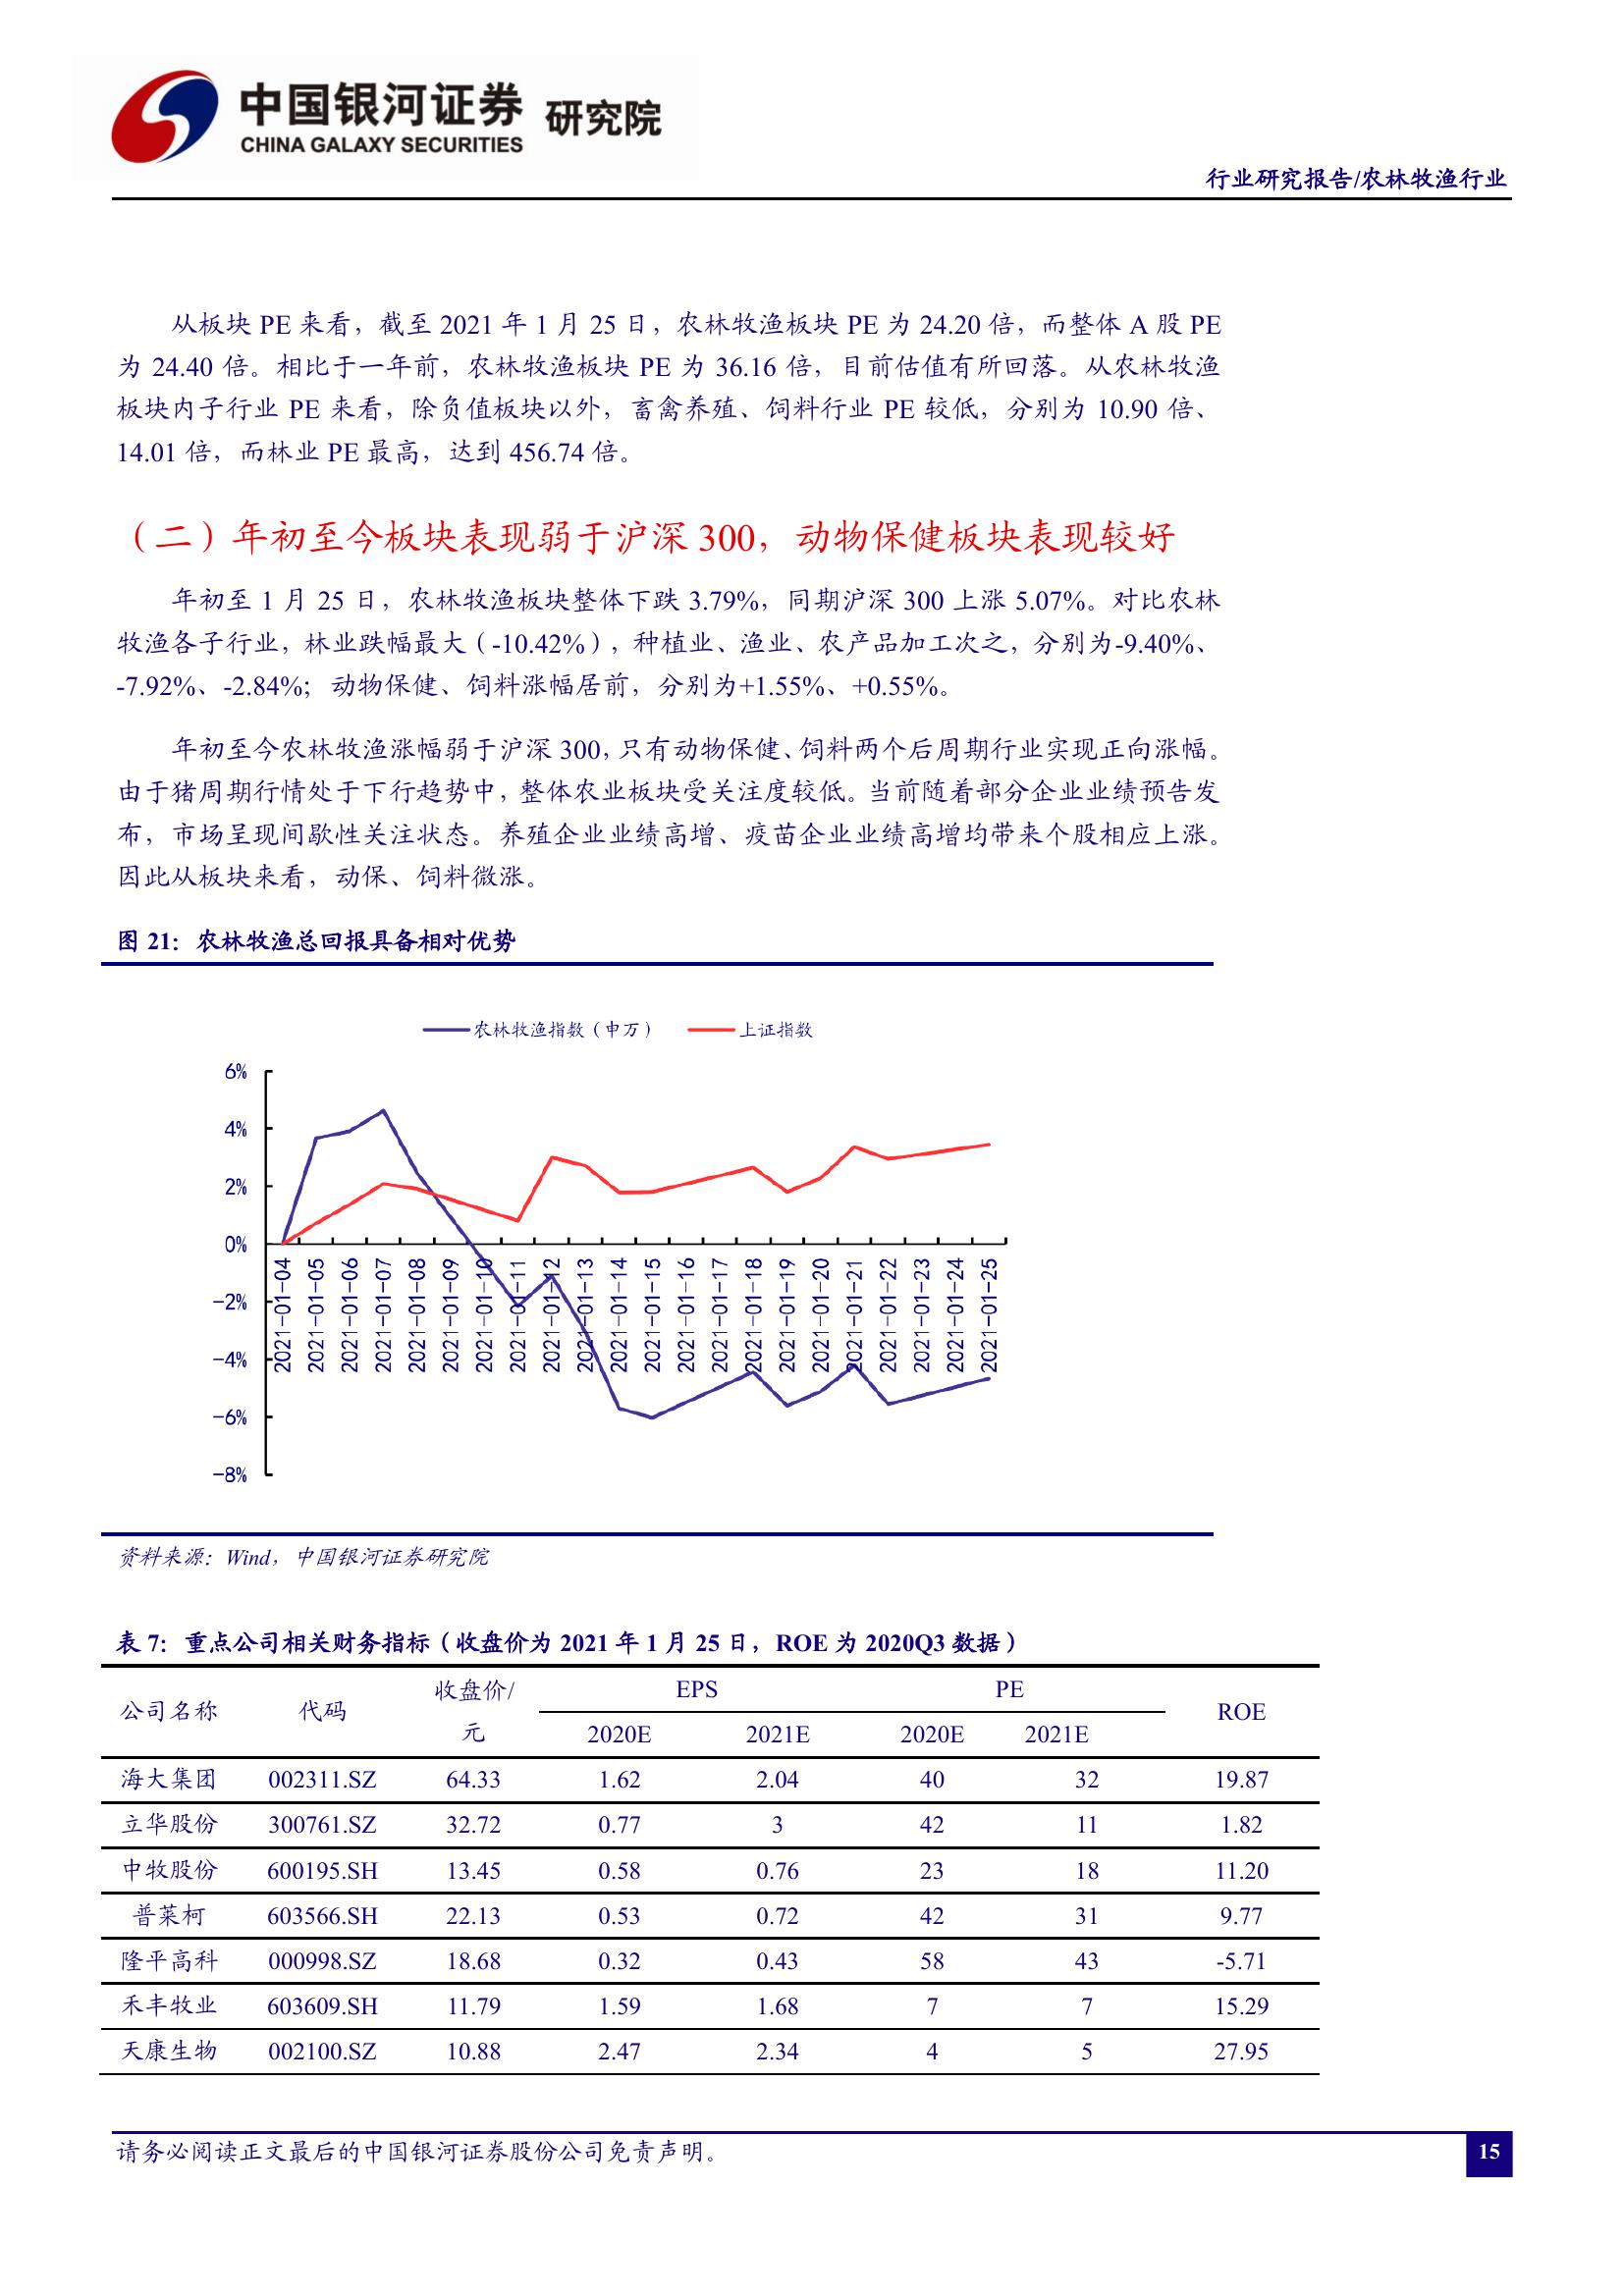 中国银河证券 研究院
CHINA GALAXY SECURITIES
行业研究报告/农林牧渔行业
从板块 PE 来看，截至 2021 年 1 月 25 日，农林牧渔板块 PE 为 24.20 倍，而整体 A 股 PE
为 24.40 倍。相比于一年前，农林牧渔板块 PE 为 36.16 倍，目前估值有所回落。从农林牧渔
板块内子行业 PE 来看，除负值板块以外，畜禽养殖、饲料行业 PE 较低，分别为 10.90 倍、
14.01 倍，而林业 PE 最高，达到 456.74 倍。
（二）年初至今板块表现弱于沪深 300，动物保健板块表现较好
年初至 1 月 25 日，农林牧渔板块整体下跌 3.79%，同期沪深 300 上涨 5.07%。对比农林
牧渔各子行业，林业跌幅最大（-10.42%），种植业、渔业、农产品加工次之，分别为-9.40%、
-7.92%、-2.84%；动物保健、饲料涨幅居前，分别为+1.55%、+0.55%。
年初至今农林牧渔涨幅弱于沪深 300，只有动物保健、饲料两个后周期行业实现正向涨幅。
由于猪周期行情处于下行趋势中，整体农业板块受关注度较低。当前随着部分企业业绩预告发
布，市场呈现间歇性关注状态。养殖企业业绩高增、疫苗企业业绩高增均带来个股相应上涨。
因此从板块来看，动保、饲料微涨。
图 21：农林牧渔总回报具备相对优势
农林牧渔指数（申万） 上证指数
6%
4%
2%
0%
-2%
-4%
-6%
-8%
2021-01-04
2021-01-05
2021-01-06
2021-01-07
2021-01-08
2021-01-09
2021-01-10
2021-01-11
2021-01-12
2021-01-13
2021-01-14
2021-01-15
2021-01-16
2021-01-17
2021-01-18
2021-01-19
2021-01-20
2021-01-21
2021-01-22
2021-01-23
2021-01-24
2021-01-25
资料来源：Wind，中国银河证券研究院
表 7：重点公司相关财务指标（收盘价为 2021 年 1 月 25 日，ROE 为 2020Q3 数据）
公司名称 代码 收盘价/元 EPS PE ROE
2020E 2021E 2020E 2021E
海大集团 002311.SZ 64.33 1.62 2.04 40 32 19.87
立华股份 300761.SZ 32.72 0.77 3 42 11 1.82
中牧股份 600195.SH 13.45 0.58 0.76 23 18 11.20
普莱柯 603566.SH 22.13 0.53 0.72 42 31 9.77
隆平高科 000998.SZ 18.68 0.32 0.43 58 43 -5.71
禾丰牧业 603609.SH 11.79 1.59 1.68 7 7 15.29
天康生物 002100.SZ 10.88 2.47 2.34 4 5 27.95
请务必阅读正文最后的中国银河证券股份公司免责声明。
15